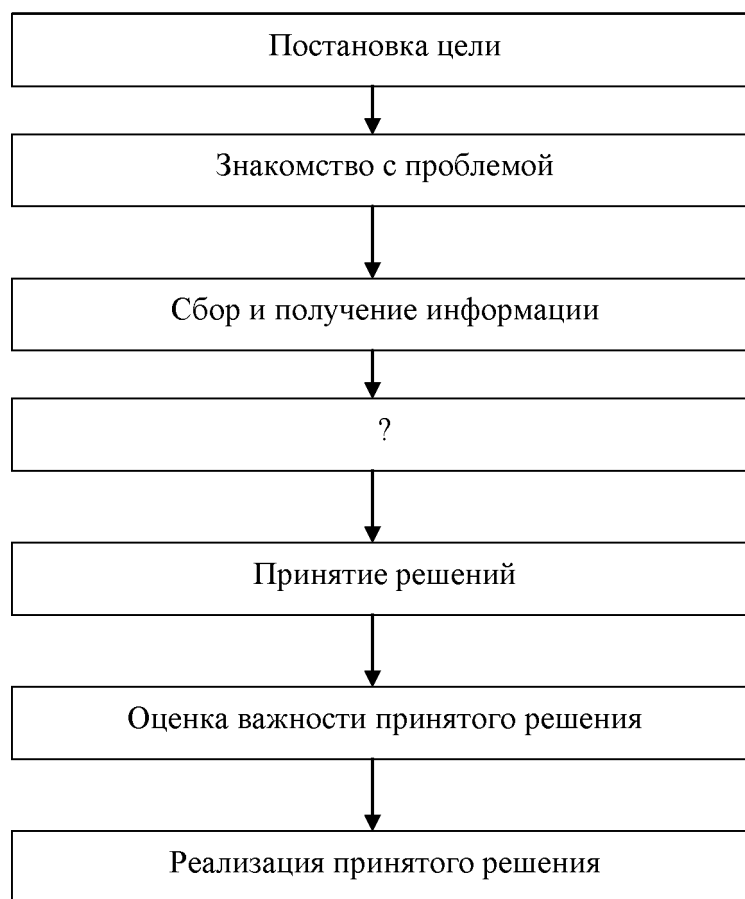 Постановка цели
Знакомство с проблемой
Сбор и получение информации
?
Принятие решений
Оценка важности принятого решения
Реализация принятого решения